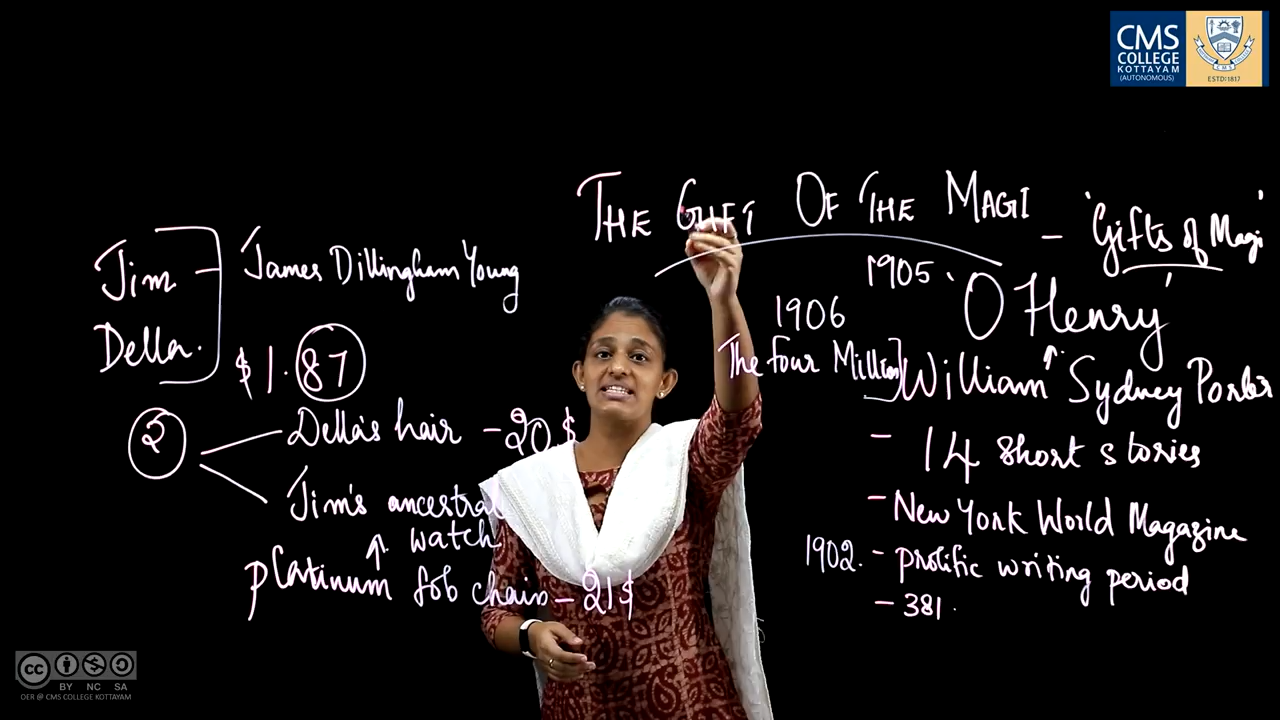 CMS
COLLEGE
KOTTAYAM
(AUTONOMOUS)
ESTD:1817
THE GIFT OF THE MAGI
- 'Gifts of Magi'
Jim - James Dillingham Young
Della.
$1.87
2
Della's hair - 20 $
Jim's ancestral
watch
platinum fob chain - 21$
1905 'O Henry'
1906
The Four Million
William Sydney Porter
- 14 short stories
- New York World Magazine
1902. - prolific writing period
- 381.
cc
BY NC SA
OER @ CMS COLLEGE KOTTAYAM